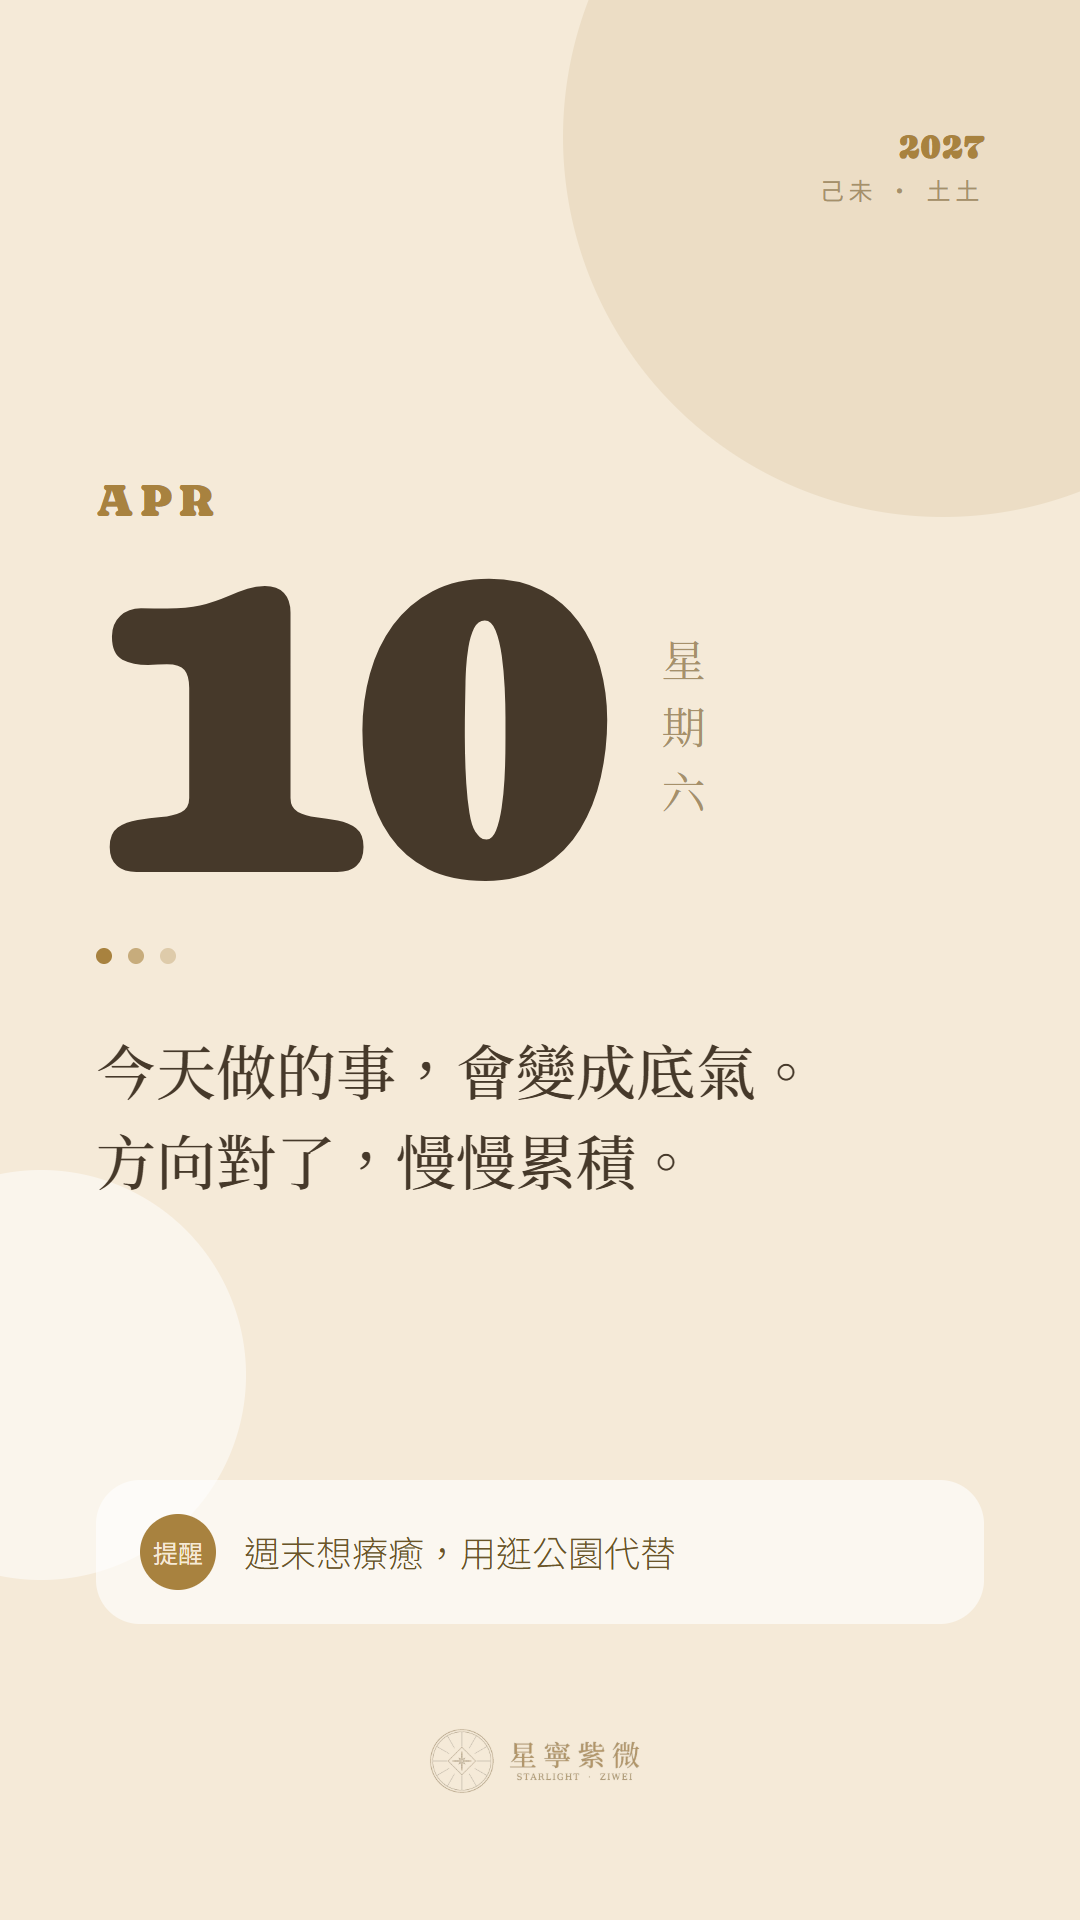 2027
己未 · 土土
APR
10
星期六
今天做的事，會變成底氣。
方向對了，慢慢累積。
提醒
週末想療癒，用逛公園代替
星寧紫微
STARLIGHT · ZIWEI